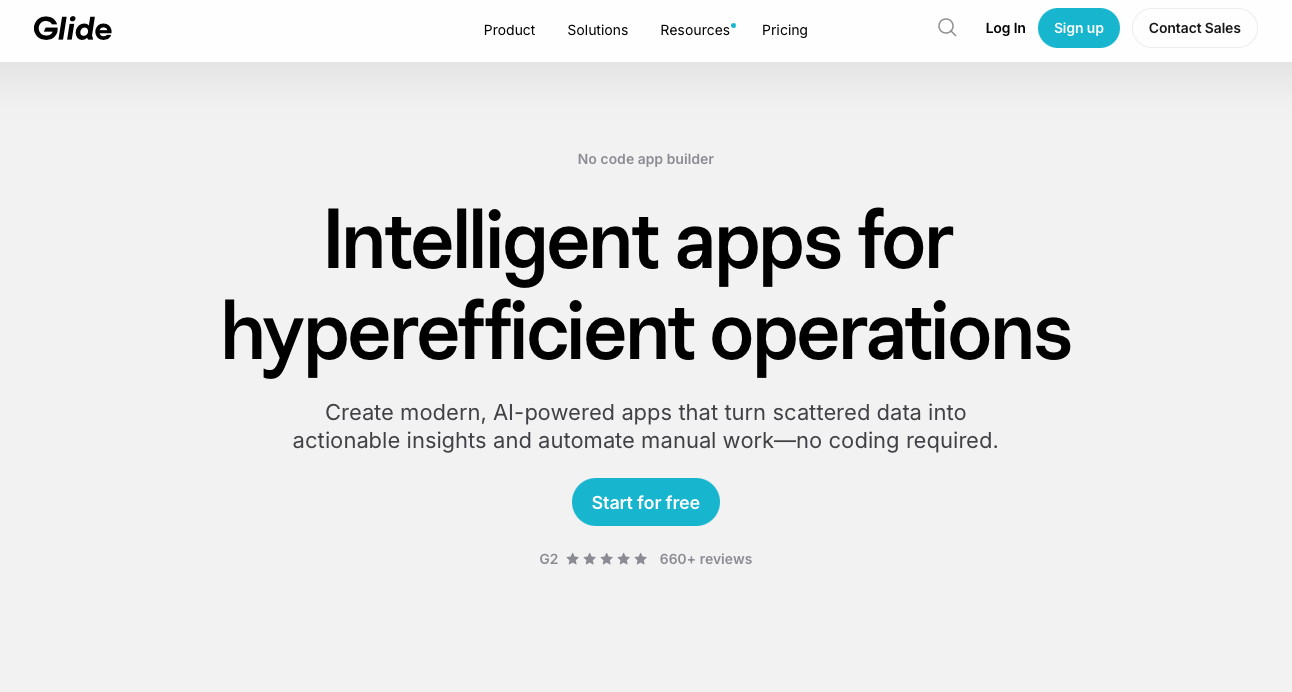 Glide
Product
Solutions
Resources
Pricing
Log In
Sign up
Contact Sales
No code app builder
Intelligent apps for
hyperefficient operations
Create modern, AI-powered apps that turn scattered data into
actionable insights and automate manual work—no coding required.
Start for free
G2 ★★★★★ 660+ reviews